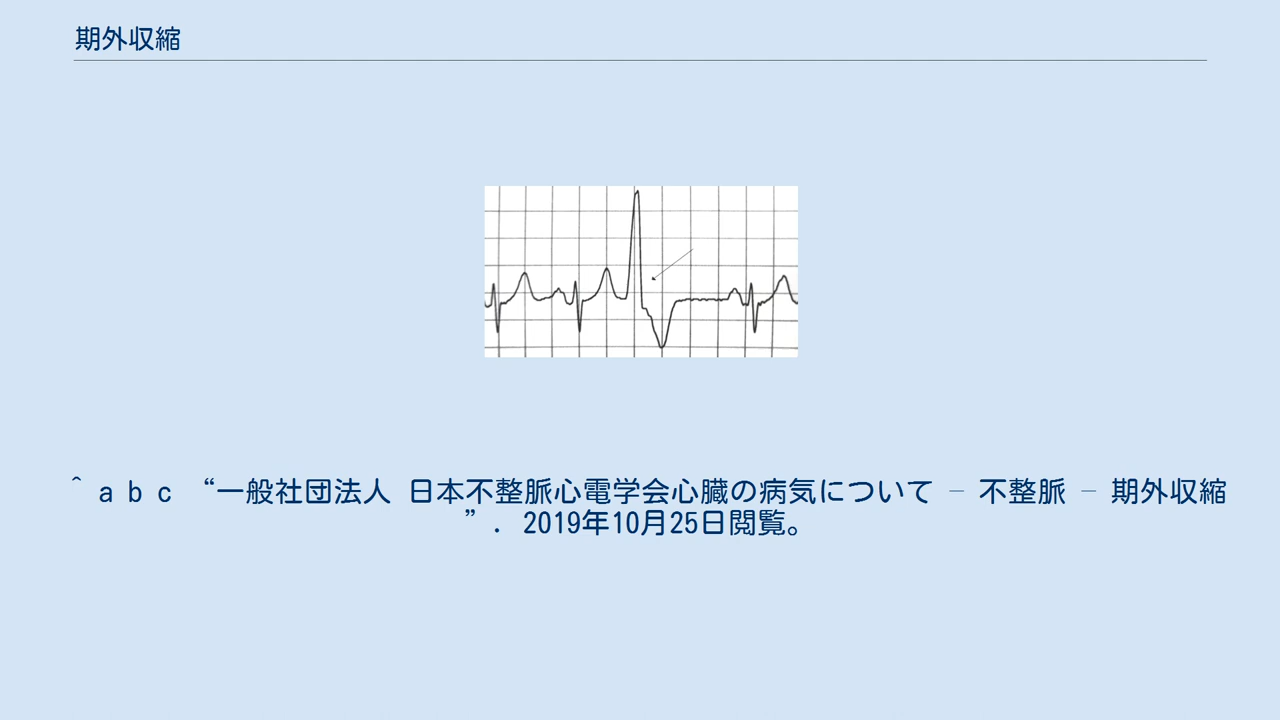 期外収縮
^ a b c “一般社団法人 日本不整脈心電学会心臓の病気について – 不整脈 – 期外収縮
”. 2019年10月25日閲覧。